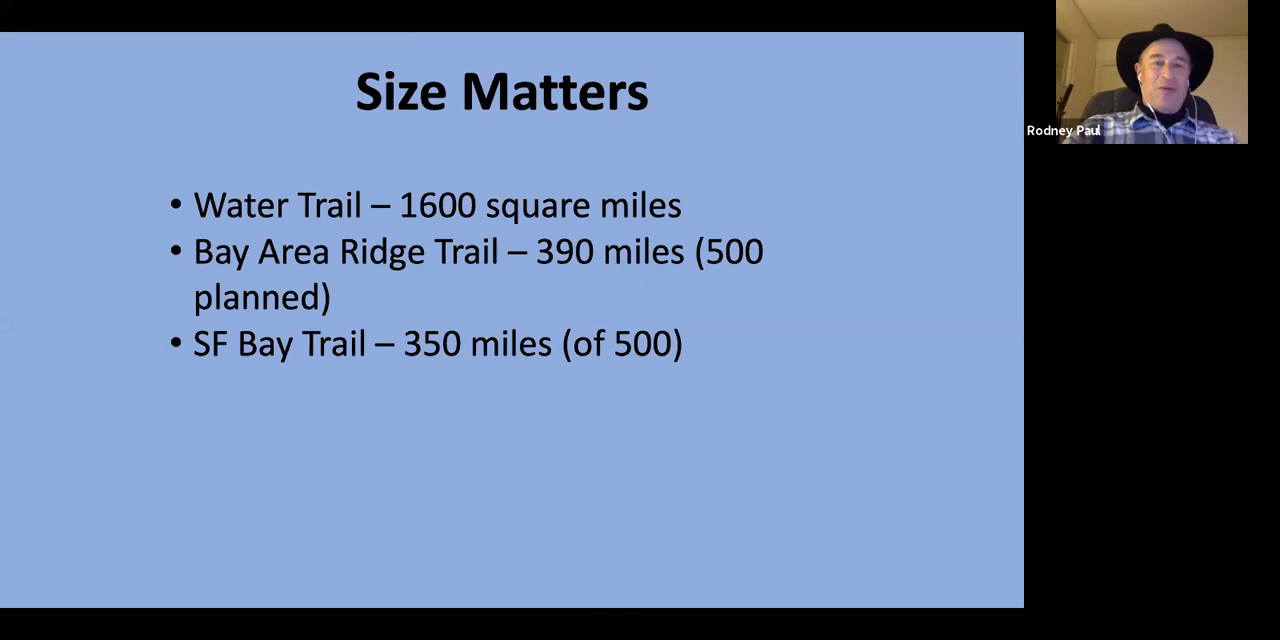 Size Matters
• Water Trail – 1600 square miles
• Bay Area Ridge Trail – 390 miles (500
planned)
• SF Bay Trail – 350 miles (of 500)
Rodney Paul